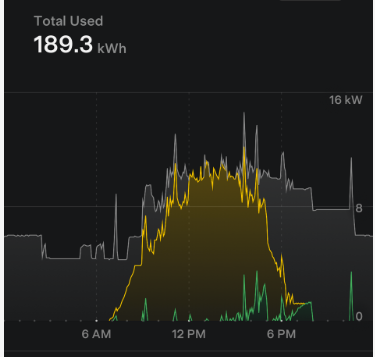 Total Used
189.3 kWh
16 kW
8
0
6 AM 12 PM 6 PM